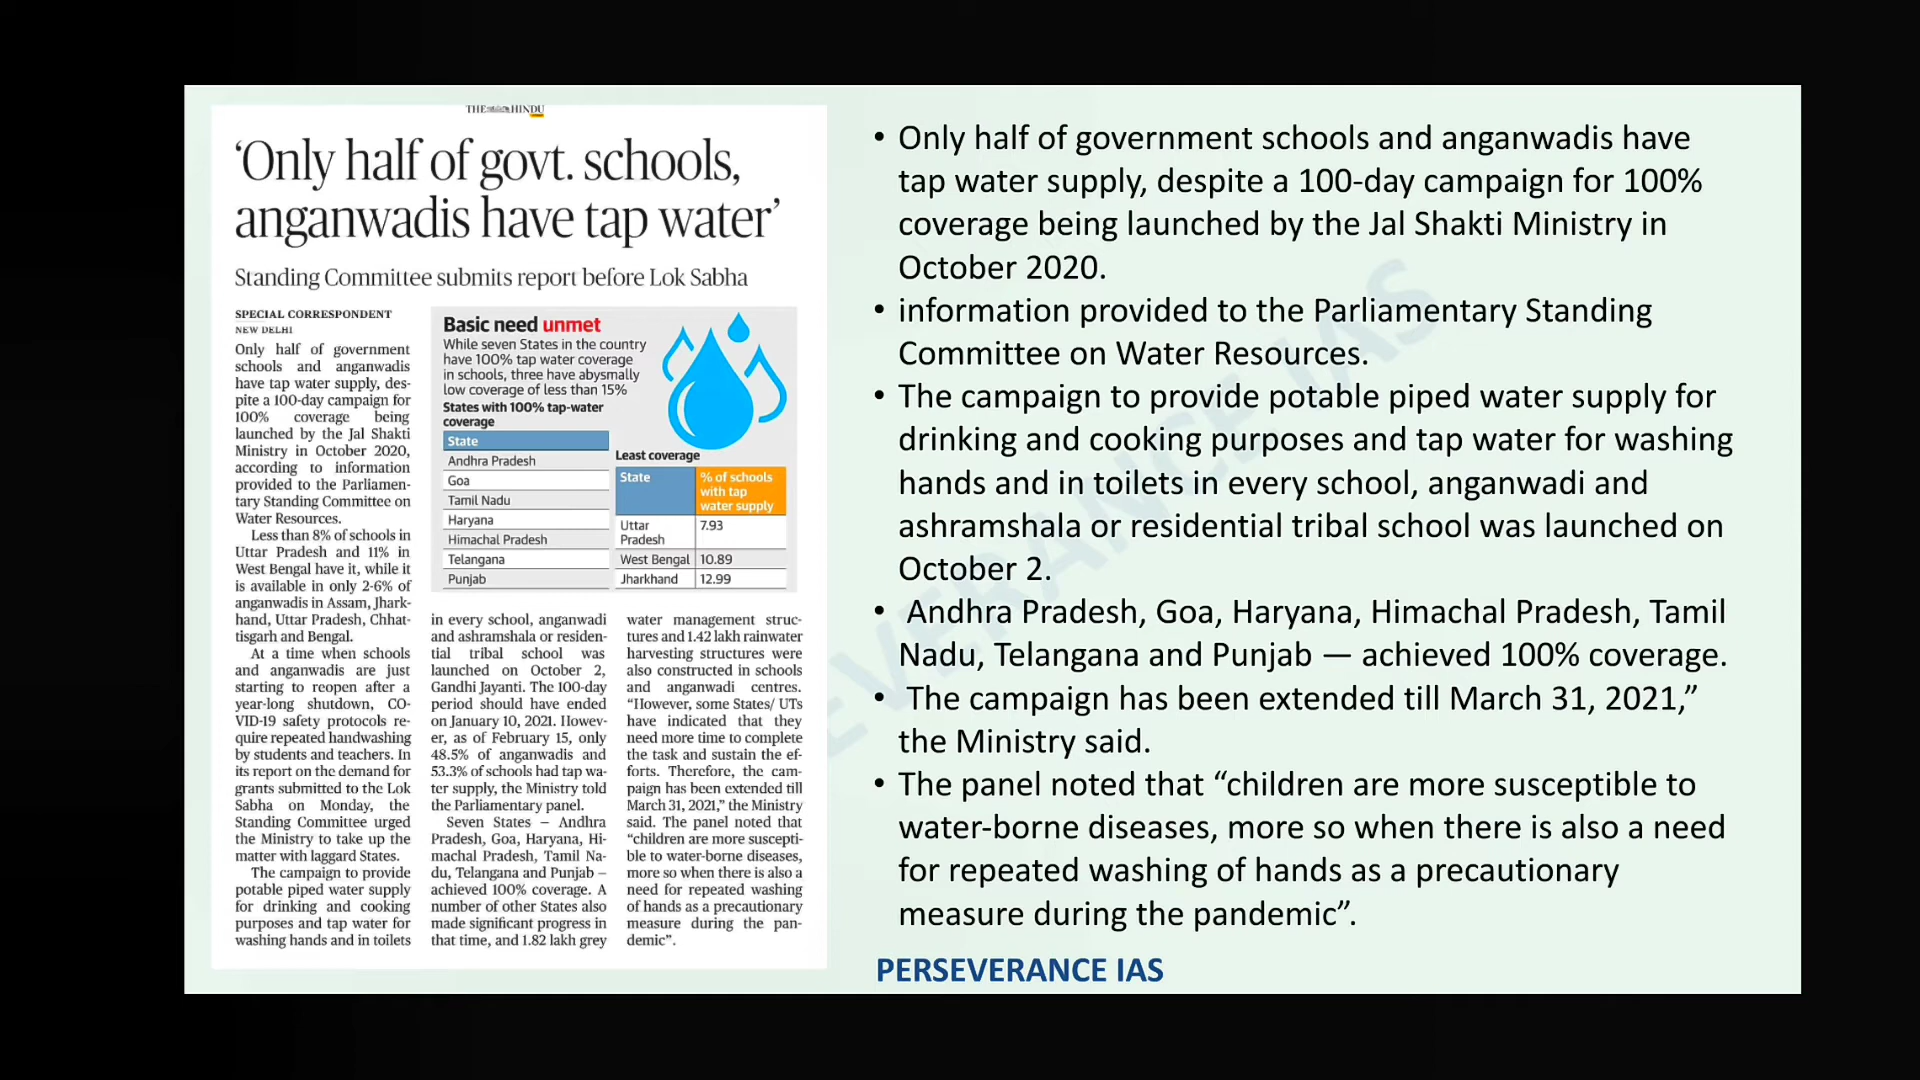 THE HINDU
‘Only half of govt. schools,
anganwadis have tap water’
Standing Committee submits report before Lok Sabha
SPECIAL CORRESPONDENT
NEW DELHI
Only half of government
schools and anganwadis
have tap water supply, des-
pite a 100-day campaign for
100% coverage being
launched by the Jal Shakti
Ministry in October 2020,
according to information
provided to the Parliamen-
tary Standing Committee on
Water Resources.
Less than 8% of schools in
Uttar Pradesh and 11% in
West Bengal have it, while it
is available in only 2-6% of
anganwadis in Assam, Jhark-
hand, Uttar Pradesh, Chhat-
tisgarh and Bengal.
At a time when schools
and anganwadis are just
starting to reopen after a
year-long shutdown, CO-
VID-19 safety protocols re-
quire repeated handwashing
by students and teachers. In
its report on the demand for
grants submitted to the Lok
Sabha on Monday, the
Standing Committee urged
the Ministry to take up the
matter with laggard States.
The campaign to provide
potable piped water supply
for drinking and cooking
purposes and tap water for
washing hands and in toilets
Basic need unmet
While seven States in the country
have 100% tap water coverage
in schools, three have abysmally
low coverage of less than 15%
States with 100% tap-water
coverage
State
Andhra Pradesh
Goa
Tamil Nadu
Haryana
Himachal Pradesh
Telangana
Punjab
Least coverage
State % of schools
with tap
water supply
Uttar 7.93
Pradesh
West Bengal 10.89
Jharkhand 12.99
in every school, anganwadi
and ashramshala or residen-
tial tribal school was
launched on October 2,
Gandhi Jayanti. The 100-day
period should have ended
on January 10, 2021. Howev-
er, as of February 15, only
48.5% of anganwadis and
53.3% of schools had tap wa-
ter supply, the Ministry told
the Parliamentary panel.
Seven States – Andhra
Pradesh, Goa, Haryana, Hi-
machal Pradesh, Tamil Na-
du, Telangana and Punjab –
achieved 100% coverage. A
number of other States also
made significant progress in
that time, and 1.82 lakh grey
water management struc-
tures and 1.42 lakh rainwater
harvesting structures were
also constructed in schools
and anganwadi centres.
“However, some States/ UTs
have indicated that they
need more time to complete
the task and sustain the ef-
forts. Therefore, the cam-
paign has been extended till
March 31, 2021,” the Ministry
said. The panel noted that
“children are more suscepti-
ble to water-borne diseases,
more so when there is also a
need for repeated washing
of hands as a precautionary
measure during the pan-
demic”.
• Only half of government schools and anganwadis have
tap water supply, despite a 100-day campaign for 100%
coverage being launched by the Jal Shakti Ministry in
October 2020.
• information provided to the Parliamentary Standing
Committee on Water Resources.
• The campaign to provide potable piped water supply for
drinking and cooking purposes and tap water for washing
hands and in toilets in every school, anganwadi and
ashramshala or residential tribal school was launched on
October 2.
• Andhra Pradesh, Goa, Haryana, Himachal Pradesh, Tamil
Nadu, Telangana and Punjab — achieved 100% coverage.
• The campaign has been extended till March 31, 2021,”
the Ministry said.
• The panel noted that “children are more susceptible to
water-borne diseases, more so when there is also a need
for repeated washing of hands as a precautionary
measure during the pandemic”.
PERSEVERANCE IAS